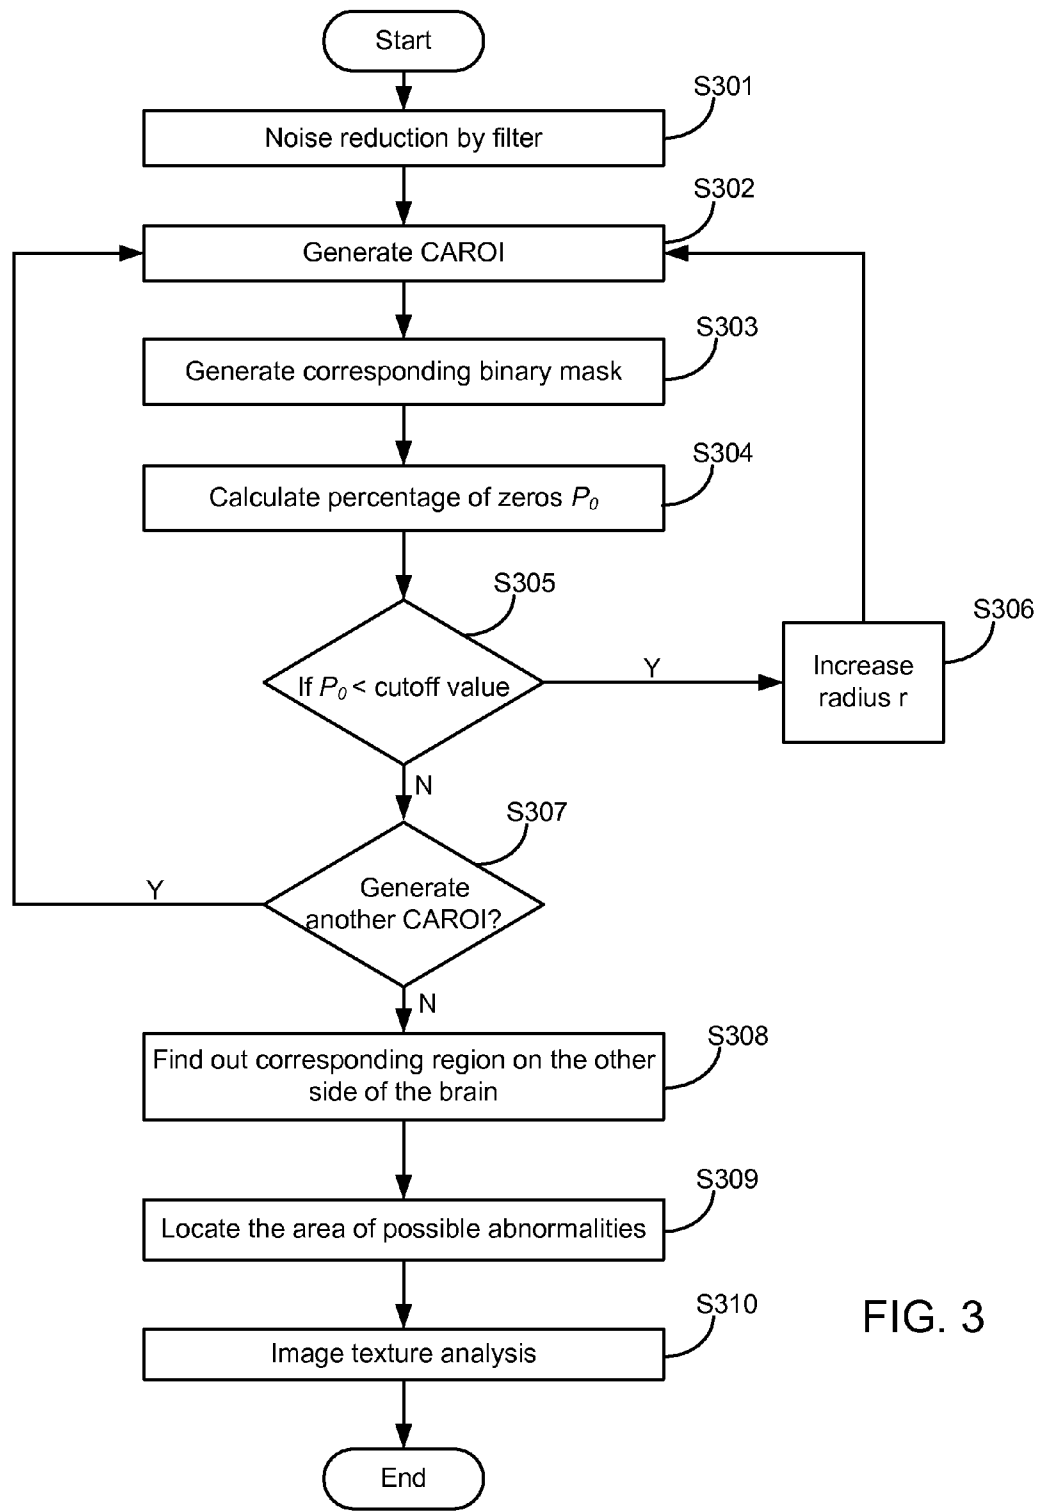 Start
S301
Noise reduction by filter
S302
Generate CAROI
S303
Generate corresponding binary mask
S304
Calculate percentage of zeros P0
S305
If P0 < cutoff value
Y
S306
Increase
radius r
N
S307
Generate
another CAROI?
Y
N
S308
Find out corresponding region on the other
side of the brain
S309
Locate the area of possible abnormalities
S310
Image texture analysis
FIG. 3
End